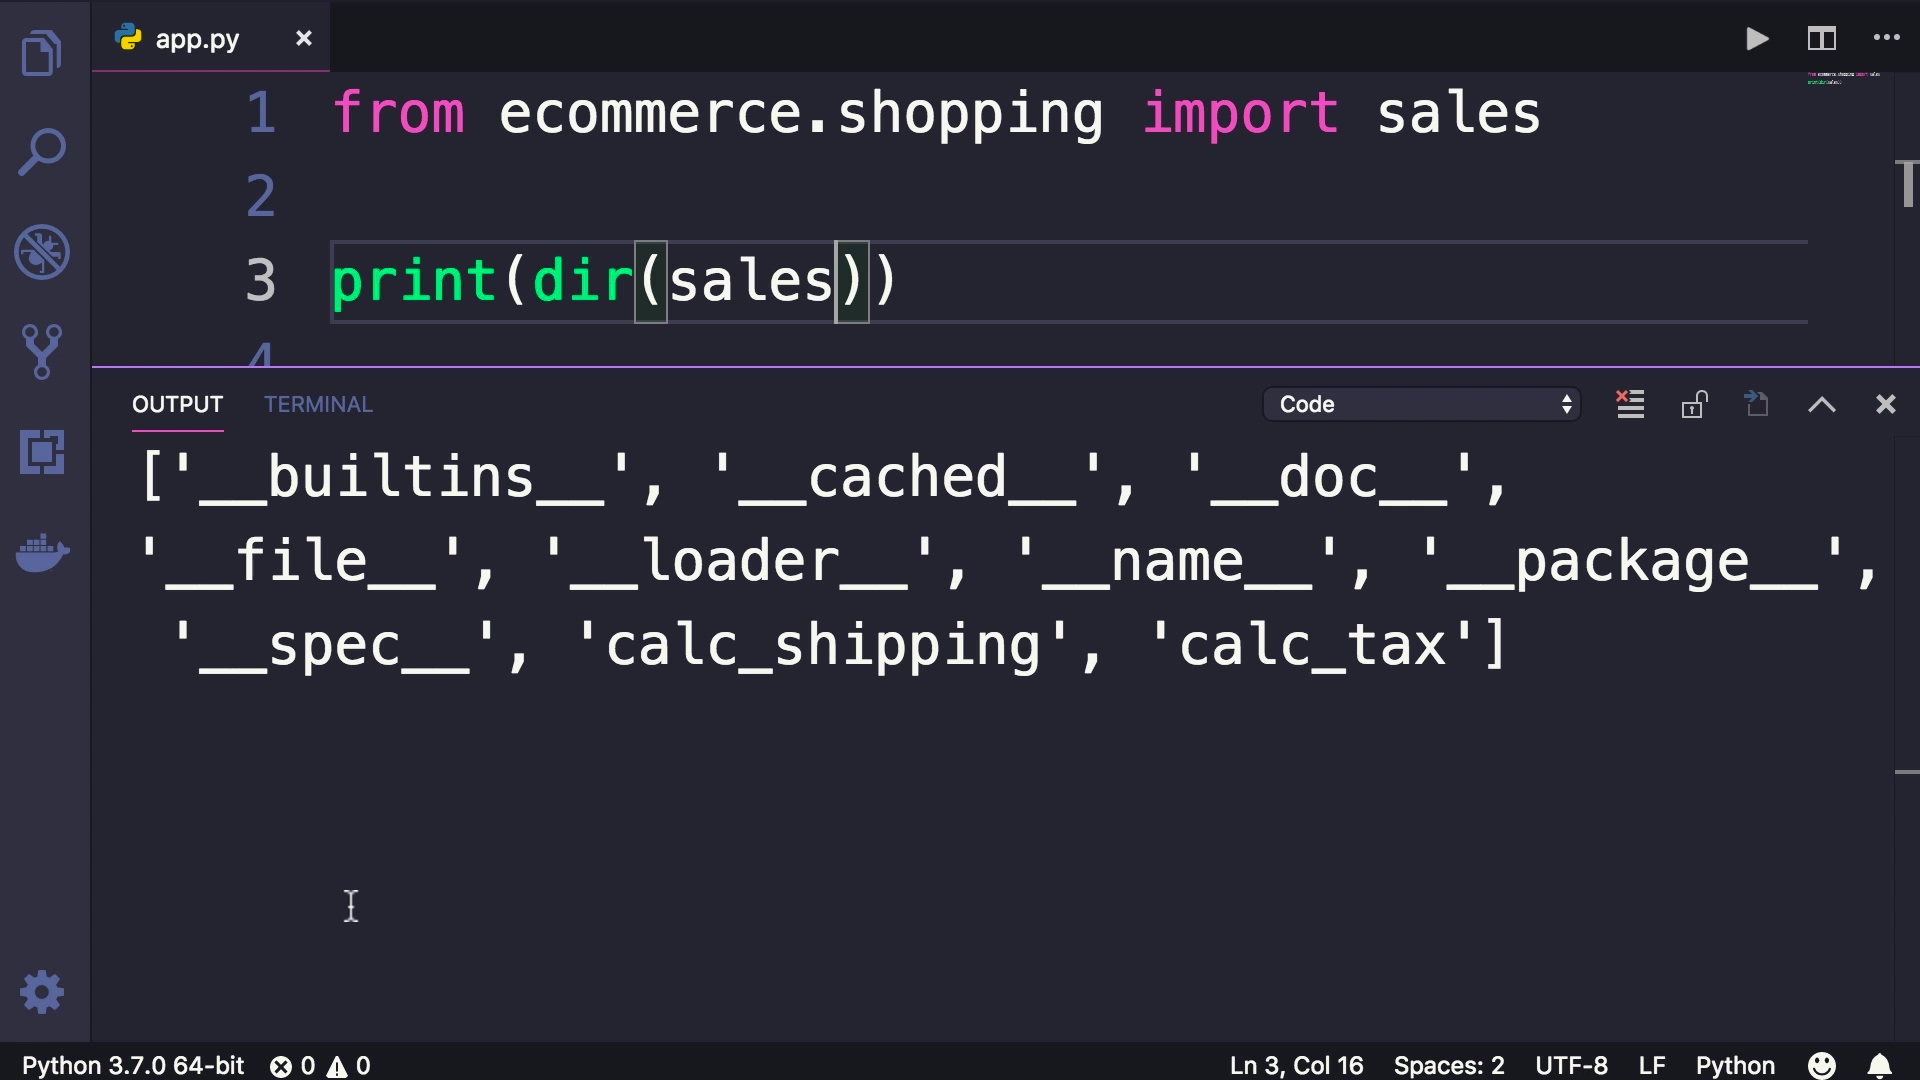 app.py
1 from ecommerce.shopping import sales
2
3 print(dir(sales))
4
OUTPUT TERMINAL Code
['__builtins__', '__cached__', '__doc__',
'__file__', '__loader__', '__name__', '__package__',
'__spec__', 'calc_shipping', 'calc_tax']
Python 3.7.0 64-bit 0 0 Ln 3, Col 16 Spaces: 2 UTF-8 LF Python